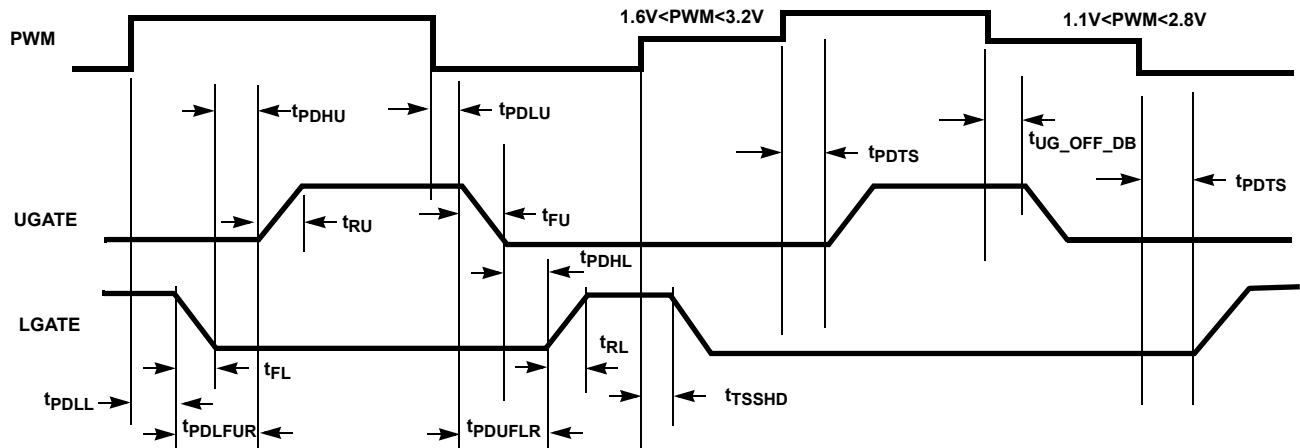 1.6V<PWM<3.2V
1.1V<PWM<2.8V
PWM
tPDHU
tPDLU
tUG_OFF_DB
tPDTS
tPDTS
UGATE
tRU
tFU
tPDHL
LGATE
tRL
tFL
tPDLL
tTSSHD
tPDLFUR
tPDUFLR